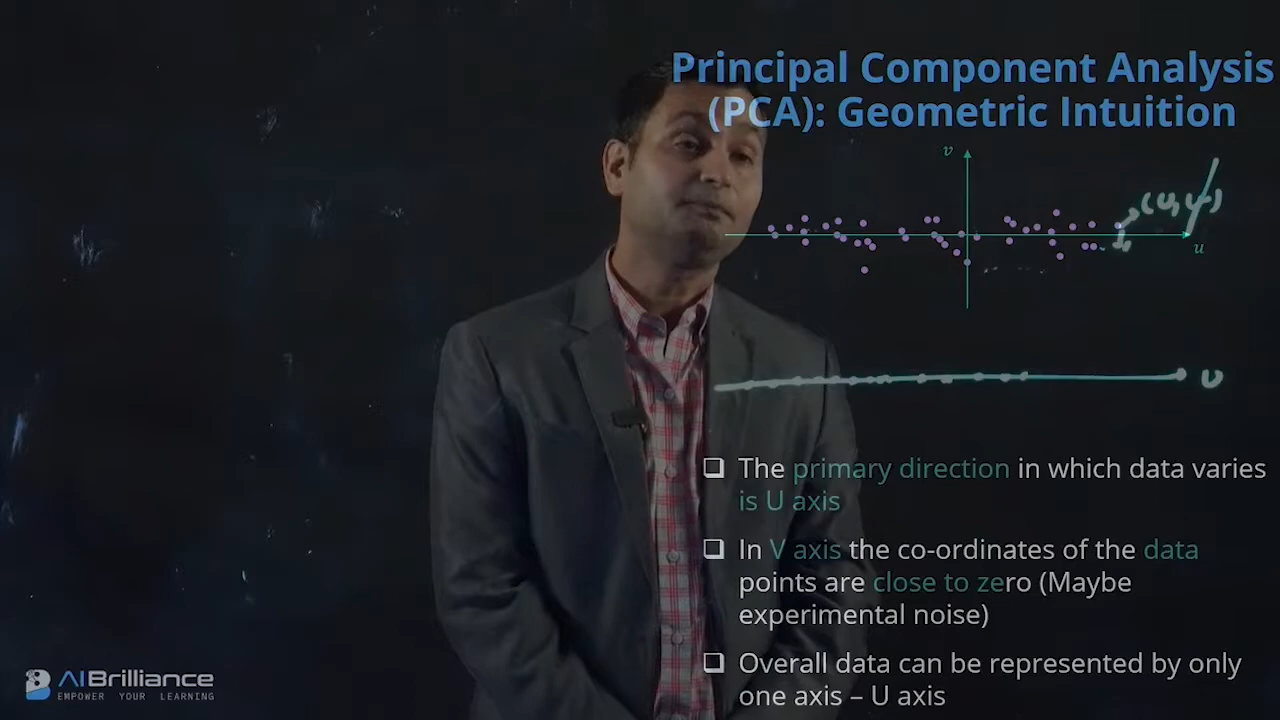 Principal Component Analysis
(PCA): Geometric Intuition
v
(u, v)
u
U
❑ The primary direction in which data varies
is U axis
❑ In V axis the co-ordinates of the data
points are close to zero (Maybe
experimental noise)
❑ Overall data can be represented by only
one axis – U axis
AIBrilliance
EMPOWER YOUR LEARNING